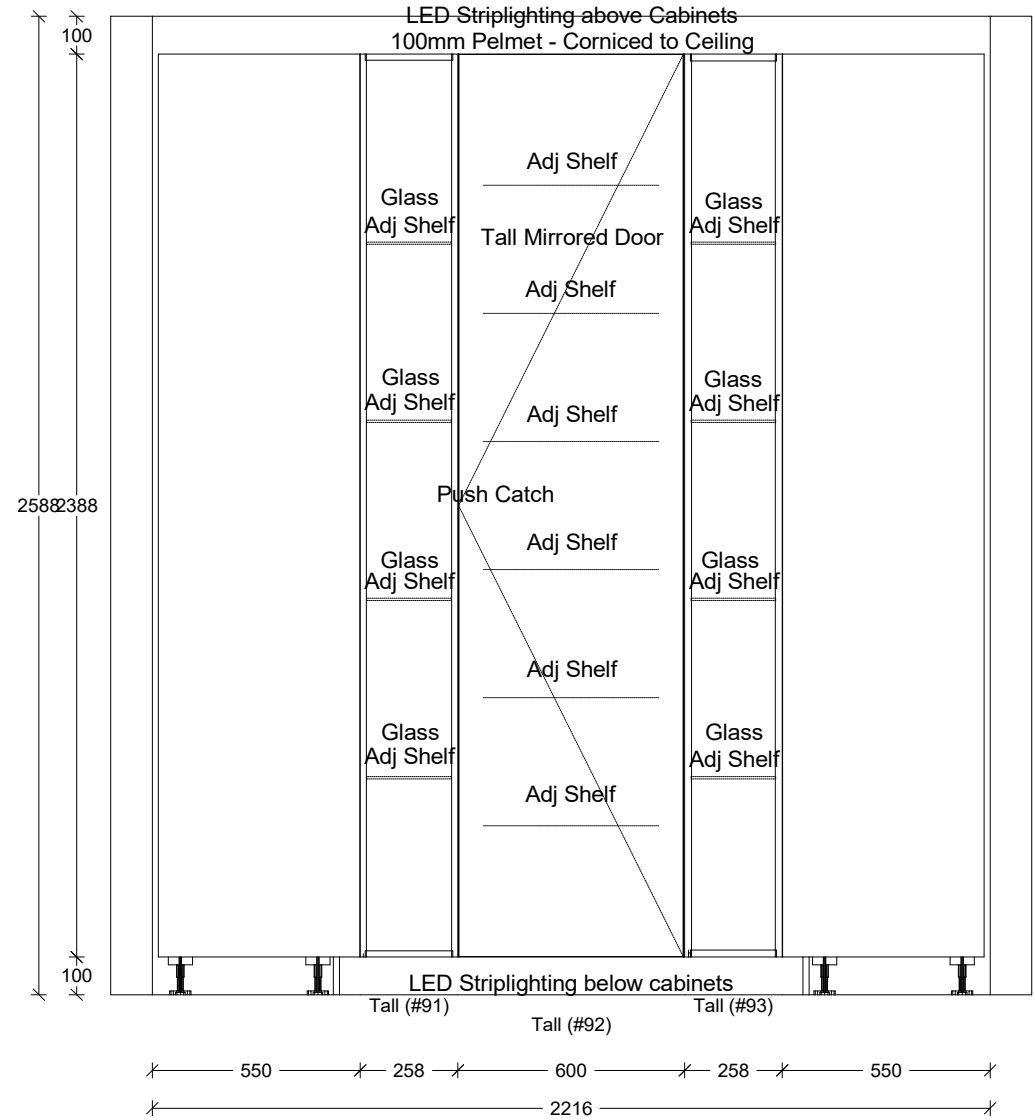 LED Striplighting above Cabinets
100mm Pelmet - Corniced to Ceiling
100
Adj Shelf
Glass
Adj Shelf
Glass
Adj Shelf
Tall Mirrored Door
Adj Shelf
Glass
Adj Shelf
Glass
Adj Shelf
Adj Shelf
Push Catch
2588
2388
Adj Shelf
Glass
Adj Shelf
Glass
Adj Shelf
Adj Shelf
Glass
Adj Shelf
Glass
Adj Shelf
Adj Shelf
100
LED Striplighting below cabinets
Tall (#91)
Tall (#93)
Tall (#92)
550
258
600
258
550
2216